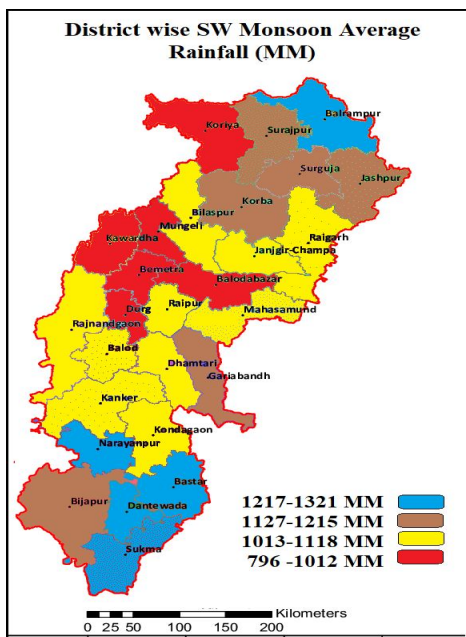 District wise SW Monsoon Average
Rainfall (MM)
Balrampur
Koriya
Surajpur
Surguja
Jashpur
Korba
Bilaspur
Mungeli
Raigarh
Kawardha
Janjgir-Champa
Bemetra
Balodabazar
Durg
Raipur
Mahasamund
Rajnandgaon
Balod
Dhamtari
Gariabandh
Kanker
Kondagaon
Narayanpur
Bastar
Bijapur
Dantewada
Sukma
1217-1321 MM
1127-1215 MM
1013-1118 MM
796 -1012 MM
Kilometers
0 25 50 100 150 200